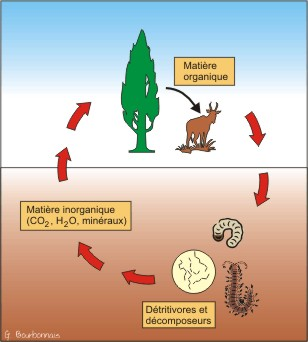 Matière
organique
Matière inorganique
(CO₂, H₂O, minéraux)
Détritivores et
décomposeurs
G Bourbonnais